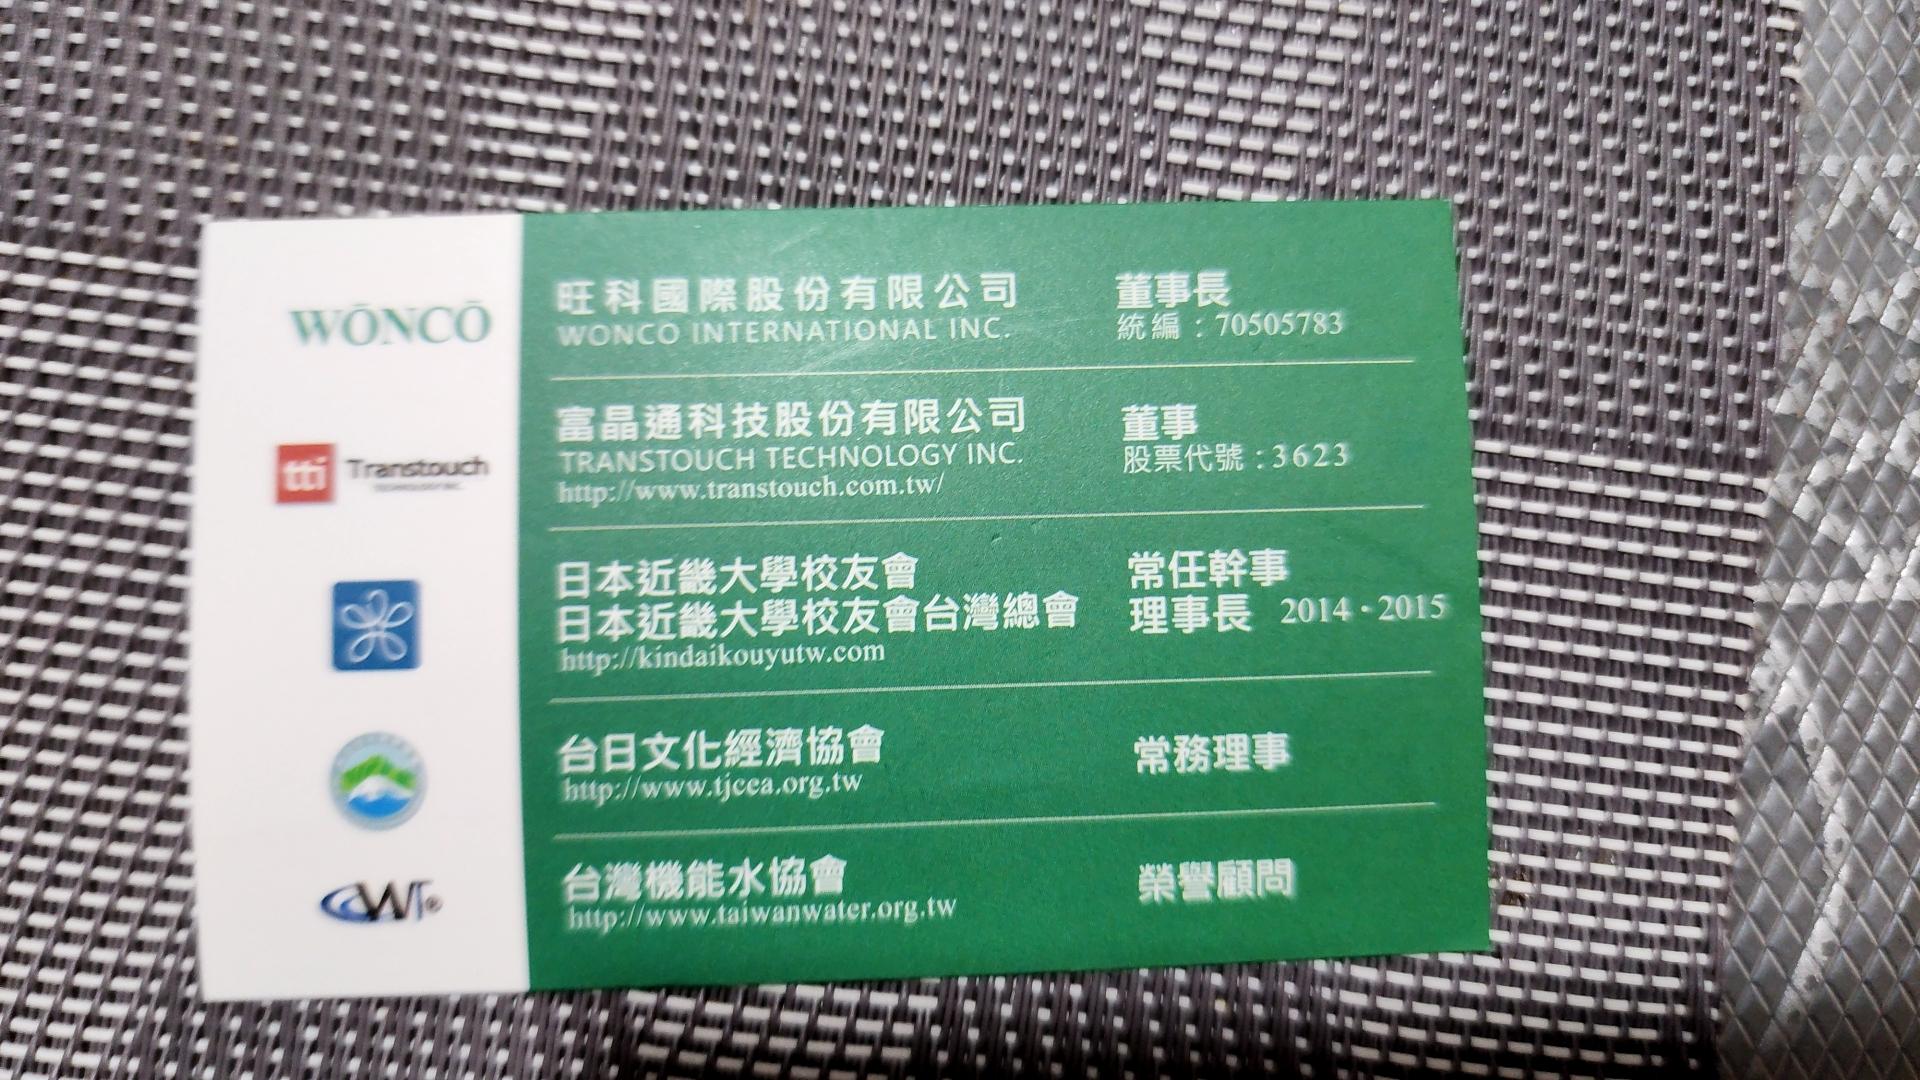 WŌNCŌ
旺科國際股份有限公司 董事長
WONCO INTERNATIONAL INC. 統編：70505783
tti Transtouch
富晶通科技股份有限公司 董事
TRANSTOUCH TECHNOLOGY INC. 股票代號：3623
http://www.transtouch.com.tw/
日本近畿大學校友會 常任幹事
日本近畿大學校友會台灣總會 理事長 2014・2015
http://kindaikouyutw.com
台日文化經濟協會 常務理事
http://www.tjcea.org.tw
台灣機能水協會 榮譽顧問
http://www.taiwanwater.org.tw